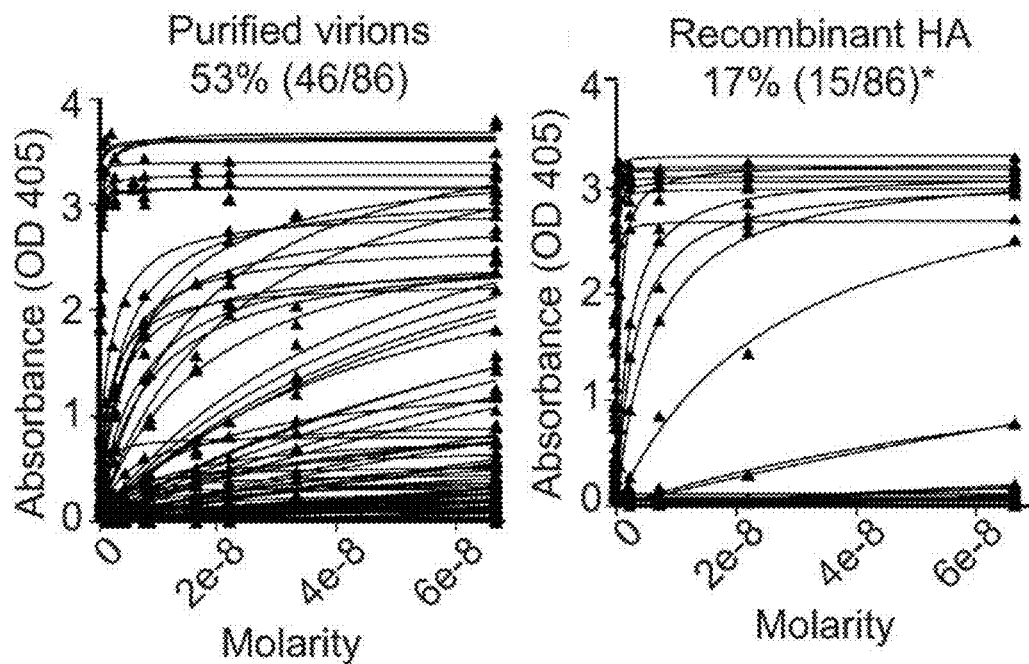 Purified virions
53% (46/86)
Absorbance (OD 405)
4
3
2
1
0
0
2e-8
4e-8
6e-8
Molarity
Recombinant HA
17% (15/86)*
Absorbance (OD 405)
4
3
2
1
0
0
2e-8
4e-8
6e-8
Molarity